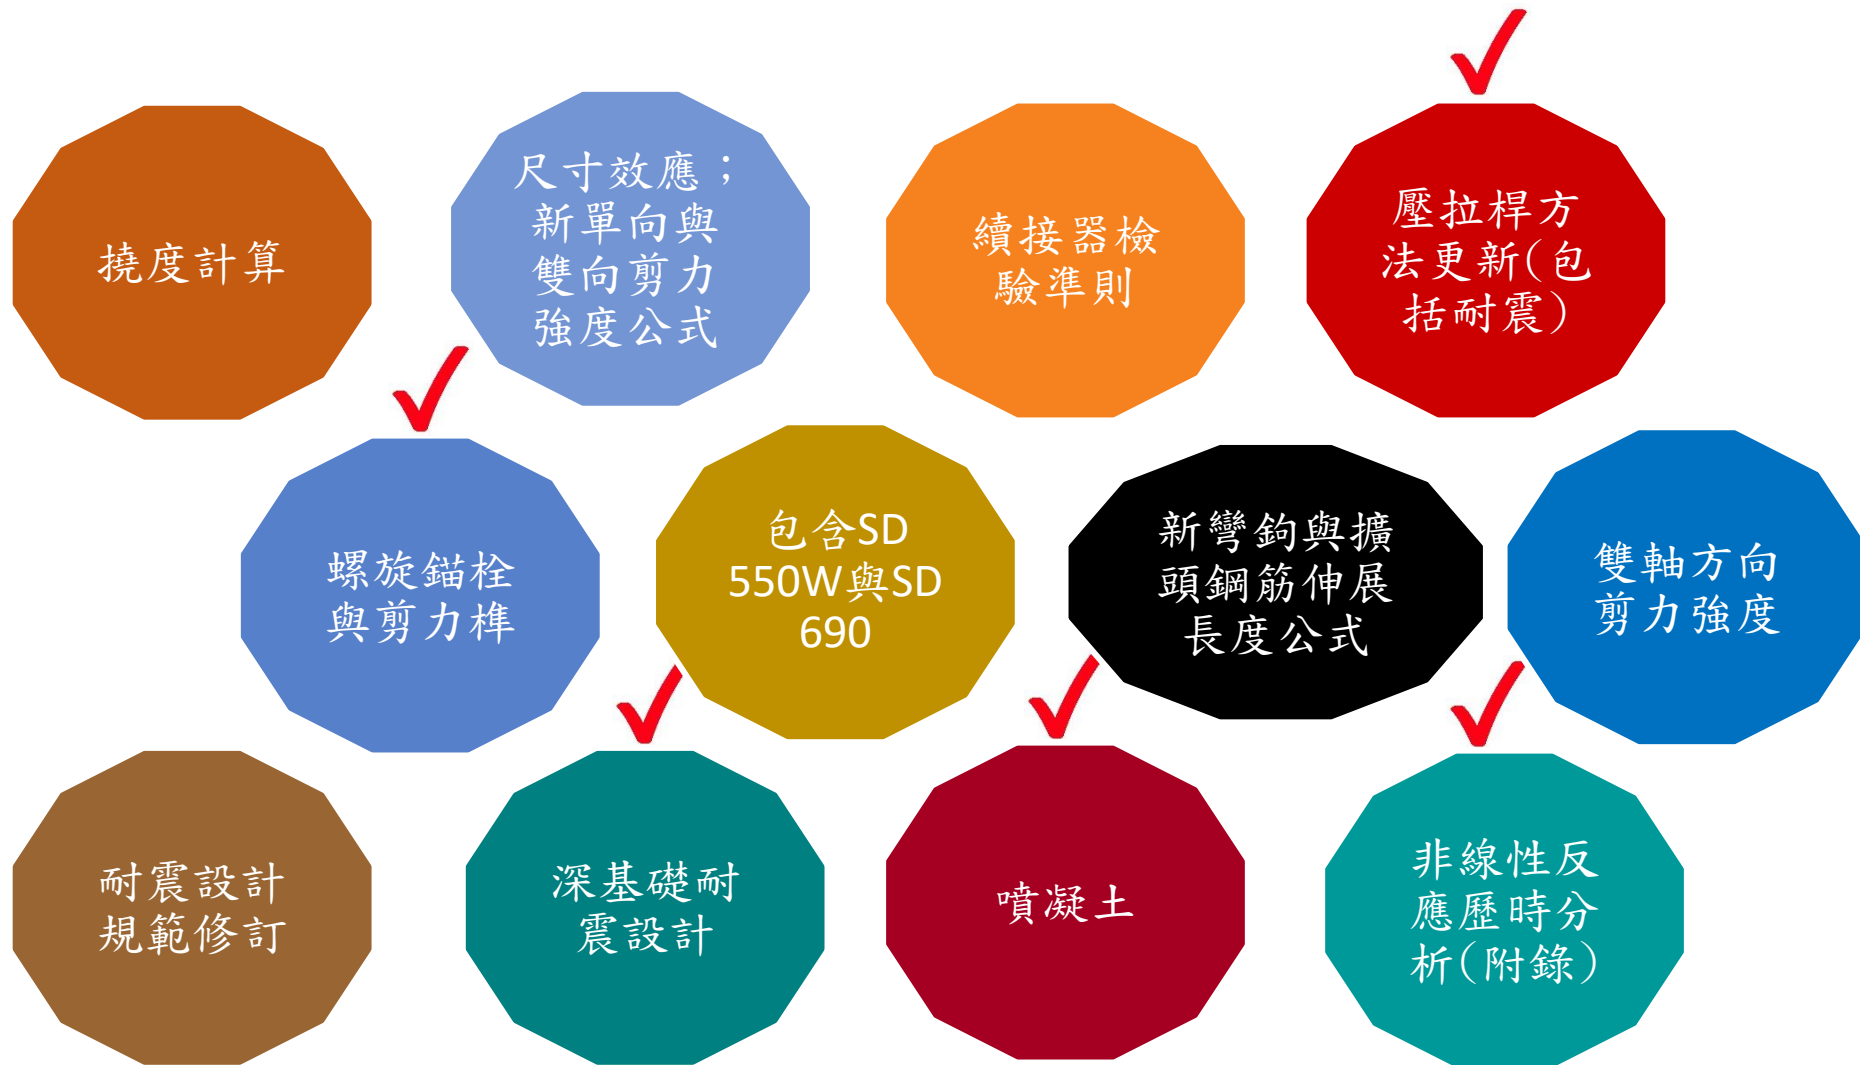 撓度計算
尺寸效應；
新單向與
雙向剪力
強度公式
續接器檢
驗準則
壓拉桿方
法更新(包
括耐震)
螺旋錨栓
與剪力榫
包含SD
550W與SD
690
新彎鉤與擴
頭鋼筋伸展
長度公式
雙軸方向
剪力強度
耐震設計
規範修訂
深基礎耐
震設計
噴凝土
非線性反
應歷時分
析(附錄)